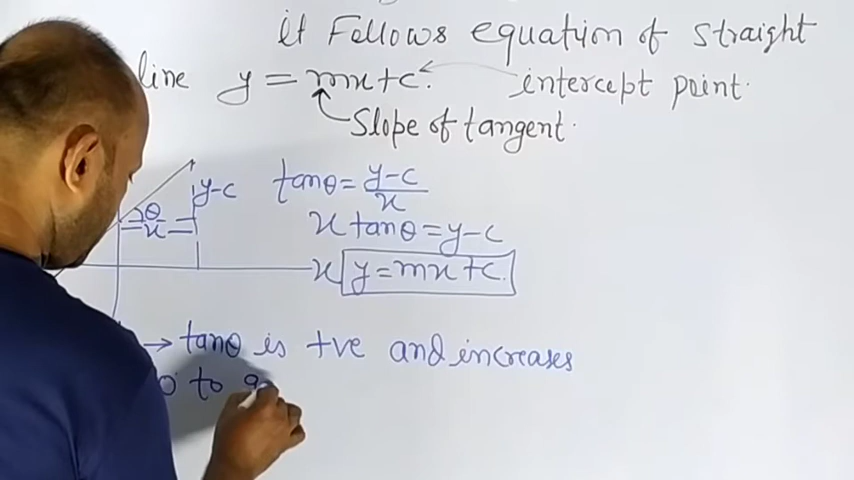 it Follows equation of straight
line y = mx+c. intercept point.
Slope of tangent.
y-c tanθ = y-c / x
θ
x x tanθ = y-c
x y = mx+c.
→ tanθ is +ve and increases
0 to 9